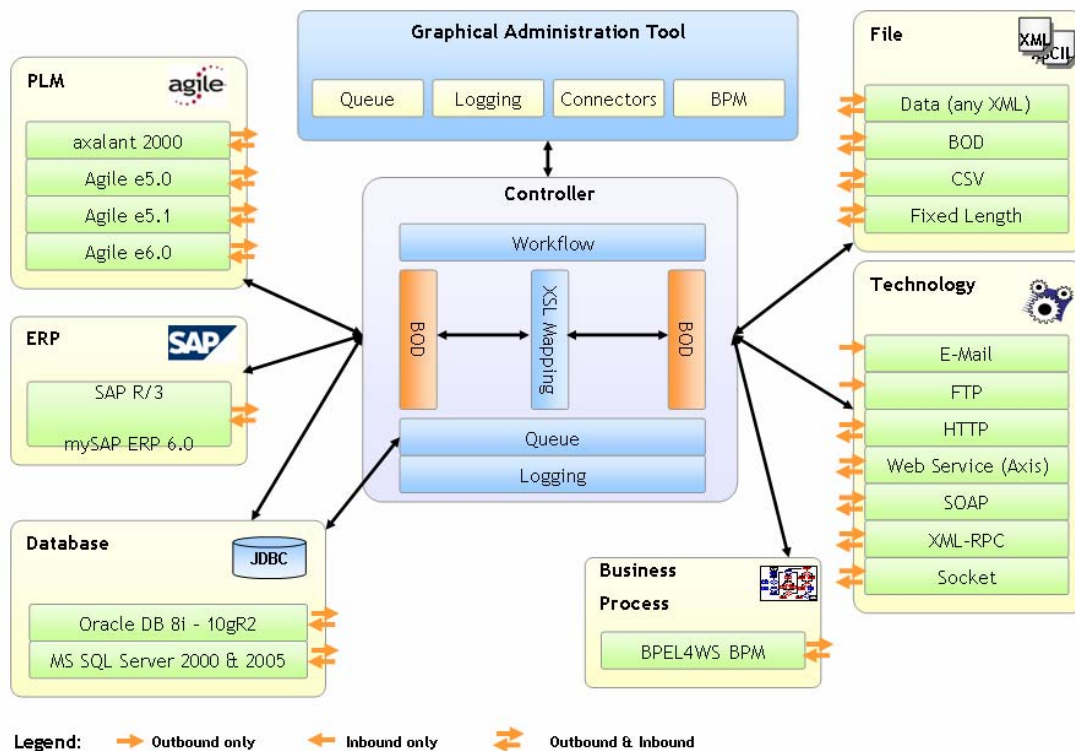 Graphical Administration Tool
Queue
Logging
Connectors
BPM
PLM
agile
axalant 2000
Agile e5.0
Agile e5.1
Agile e6.0
ERP
SAP
SAP R/3
mySAP ERP 6.0
Database
JDBC
Oracle DB 8i - 10gR2
MS SQL Server 2000 & 2005
Controller
Workflow
BOD
XSL Mapping
BOD
Queue
Logging
Business
Process
BPEL4WS BPM
File
XML
Data (any XML)
BOD
CSV
Fixed Length
Technology
E-Mail
FTP
HTTP
Web Service (Axis)
SOAP
XML-RPC
Socket
Legend:
Outbound only
Inbound only
Outbound & Inbound